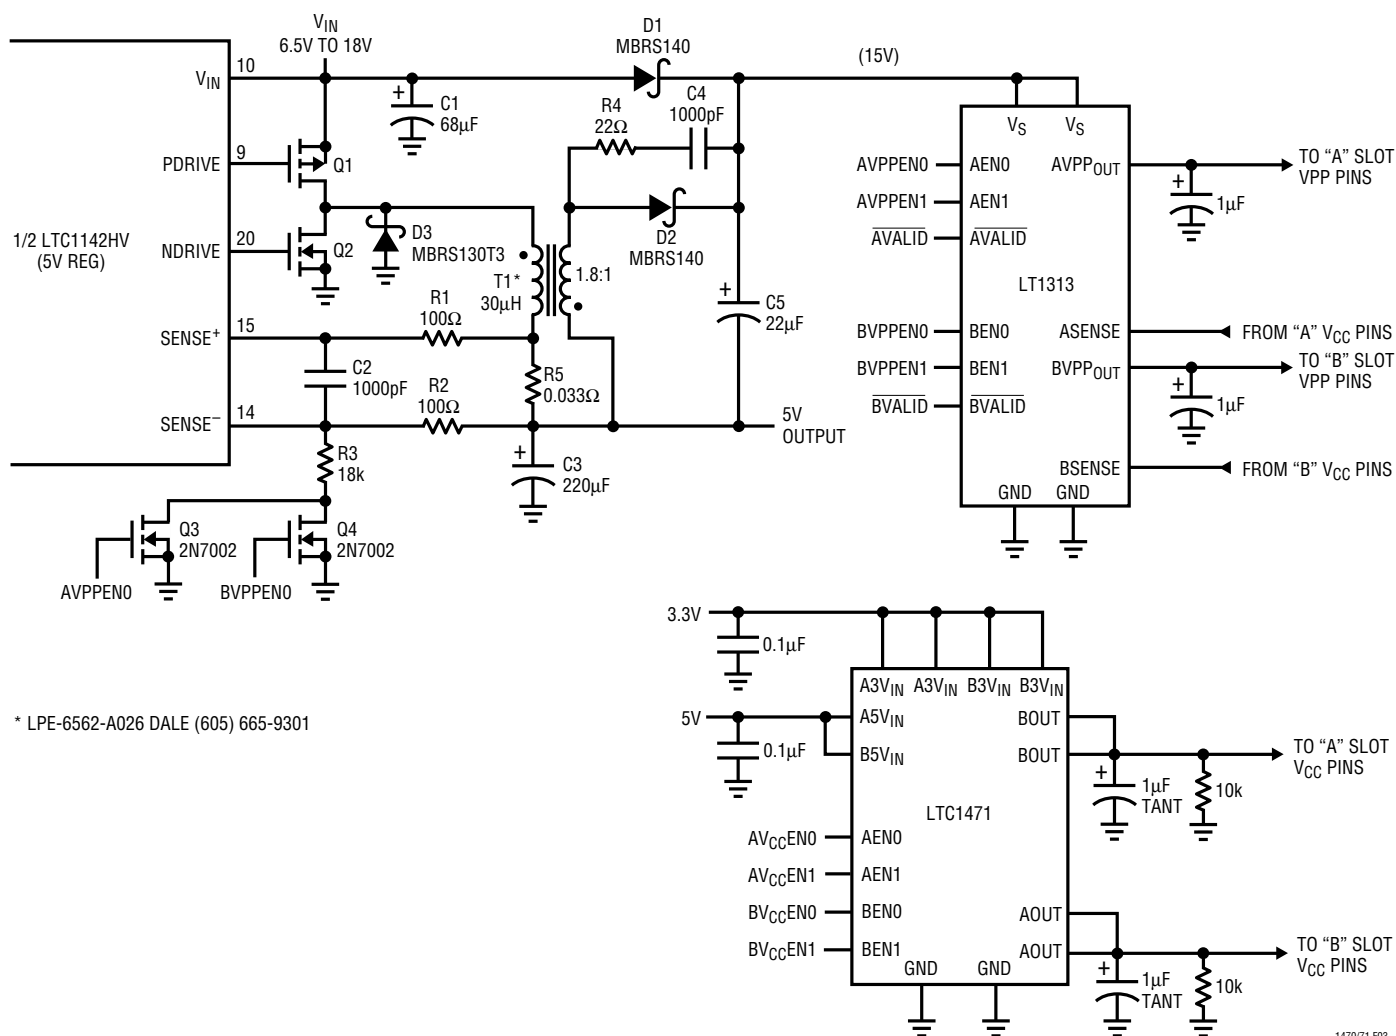 V_IN
6.5V TO 18V
D1
MBRS140
(15V)
10
V_IN
+
C1
68µF
R4
22Ω
C4
1000pF
V_S
V_S
9
PDRIVE
Q1
AVPPEN0
AEN0
AVPP_OUT
TO “A” SLOT
VPP PINS
+
1µF
AVPPEN1
AEN1
AVALID
AVALID
1/2 LTC1142HV
(5V REG)
20
NDRIVE
Q2
D3
MBRS130T3
D2
MBRS140
T1*
30µH
1.8:1
LT1313
+
C5
22µF
15
SENSE+
R1
100Ω
BVPPEN0
BEN0
ASENSE
FROM “A” V_CC PINS
C2
1000pF
R5
0.033Ω
BVPPEN1
BEN1
BVPP_OUT
TO “B” SLOT
VPP PINS
+
1µF
R2
100Ω
BVALID
BVALID
14
SENSE–
5V
OUTPUT
R3
18k
+
C3
220µF
BSENSE
FROM “B” V_CC PINS
GND
GND
Q3
2N7002
Q4
2N7002
AVPPEN0
BVPPEN0
3.3V
0.1µF
A3V_IN
A3V_IN
B3V_IN
B3V_IN
* LPE-6562-A026 DALE (605) 665-9301
5V
A5V_IN
BOUT
0.1µF
B5V_IN
BOUT
TO “A” SLOT
V_CC PINS
+
1µF
TANT
10k
LTC1471
AV_CCEN0
AEN0
AV_CCEN1
AEN1
BV_CCEN0
BEN0
AOUT
BV_CCEN1
BEN1
AOUT
TO “B” SLOT
V_CC PINS
GND
GND
+
1µF
TANT
10k
1470/71 F03